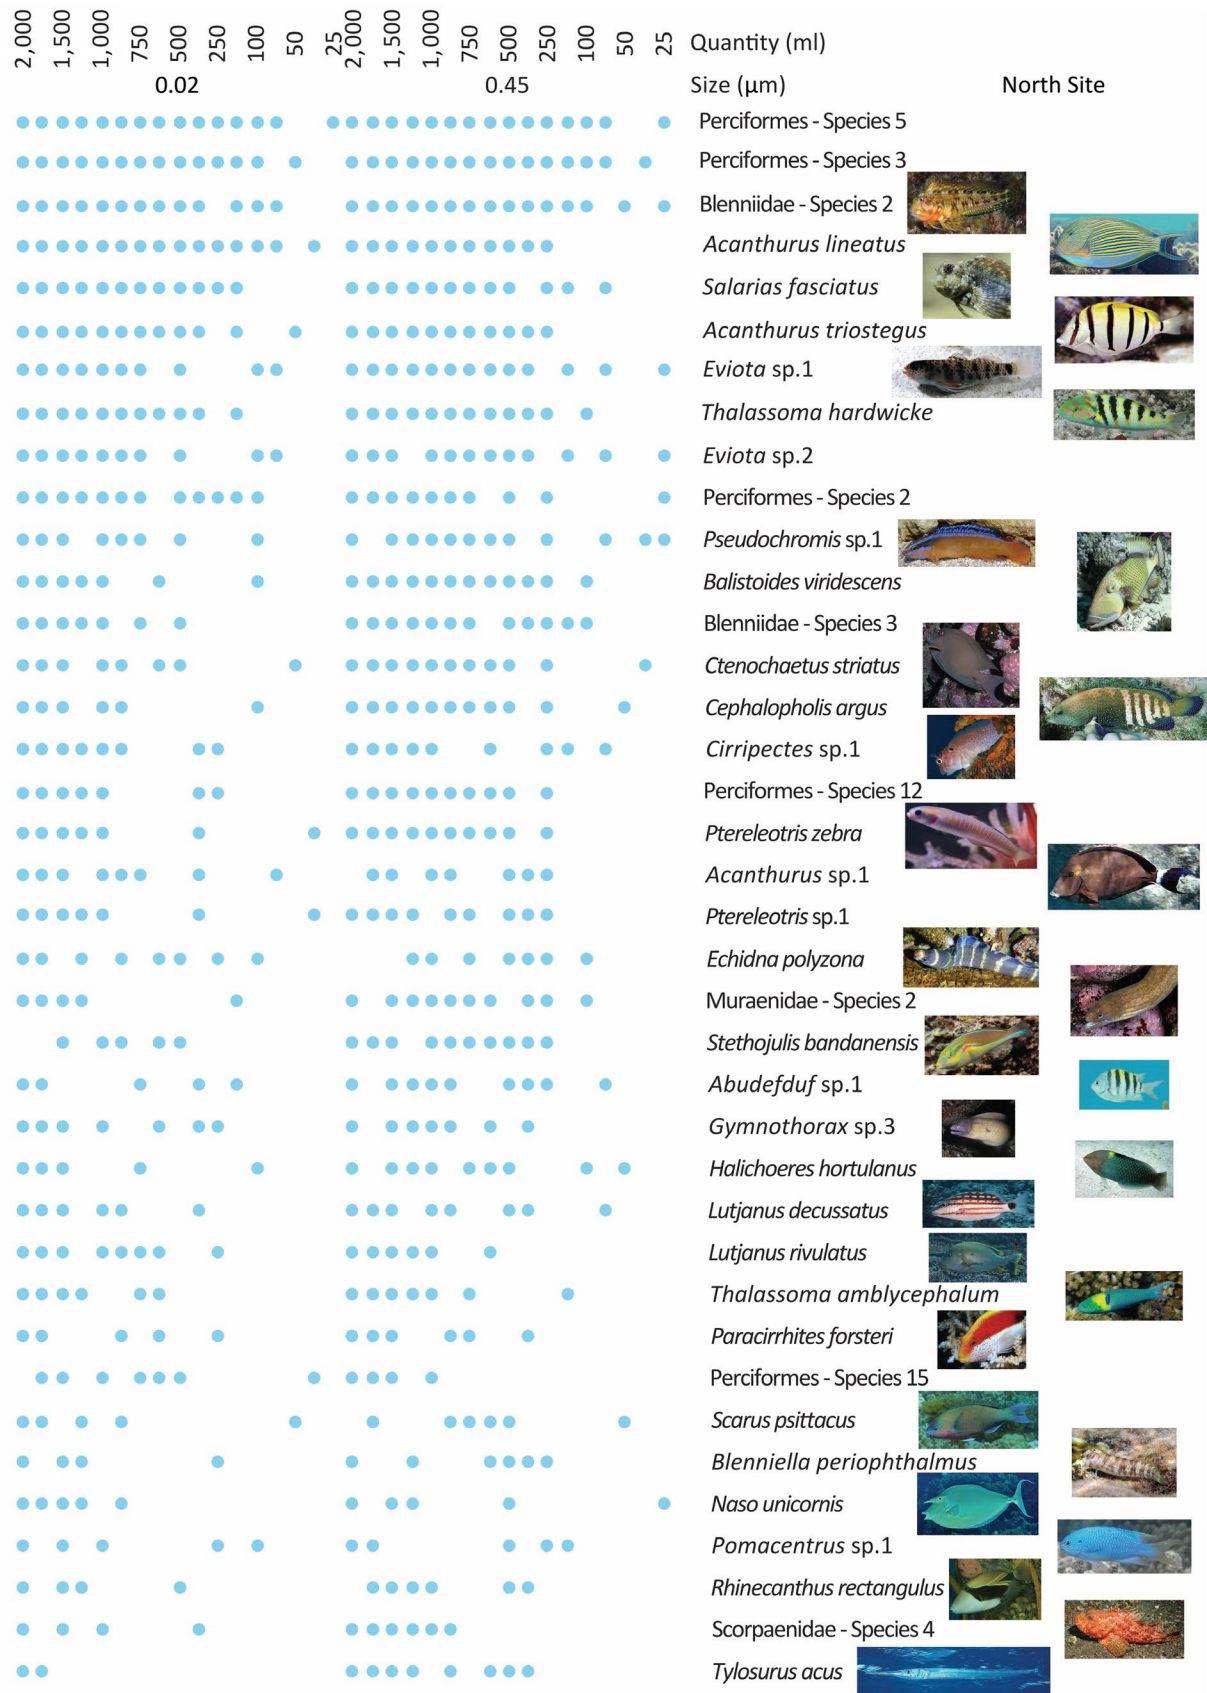 2,000 1,500 1,000 750 500 250 100 50 25 2,000 1,500 1,000 750 500 250 100 50 25 Quantity (ml)
0.02 0.45 Size (µm) North Site
Perciformes - Species 5
Perciformes - Species 3
Blenniidae - Species 2
Acanthurus lineatus
Salarias fasciatus
Acanthurus triostegus
Eviota sp.1
Thalassoma hardwicke
Eviota sp.2
Perciformes - Species 2
Pseudochromis sp.1
Balistoides viridescens
Blenniidae - Species 3
Ctenochaetus striatus
Cephalopholis argus
Cirripectes sp.1
Perciformes - Species 12
Ptereleotris zebra
Acanthurus sp.1
Ptereleotris sp.1
Echidna polyzona
Muraenidae - Species 2
Stethojulis bandanensis
Abudefduf sp.1
Gymnothorax sp.3
Halichoeres hortulanus
Lutjanus decussatus
Lutjanus rivulatus
Thalassoma amblycephalum
Paracirrhites forsteri
Perciformes - Species 15
Scarus psittacus
Blenniella periophthalmus
Naso unicornis
Pomacentrus sp.1
Rhinecanthus rectangulus
Scorpaenidae - Species 4
Tylosurus acus